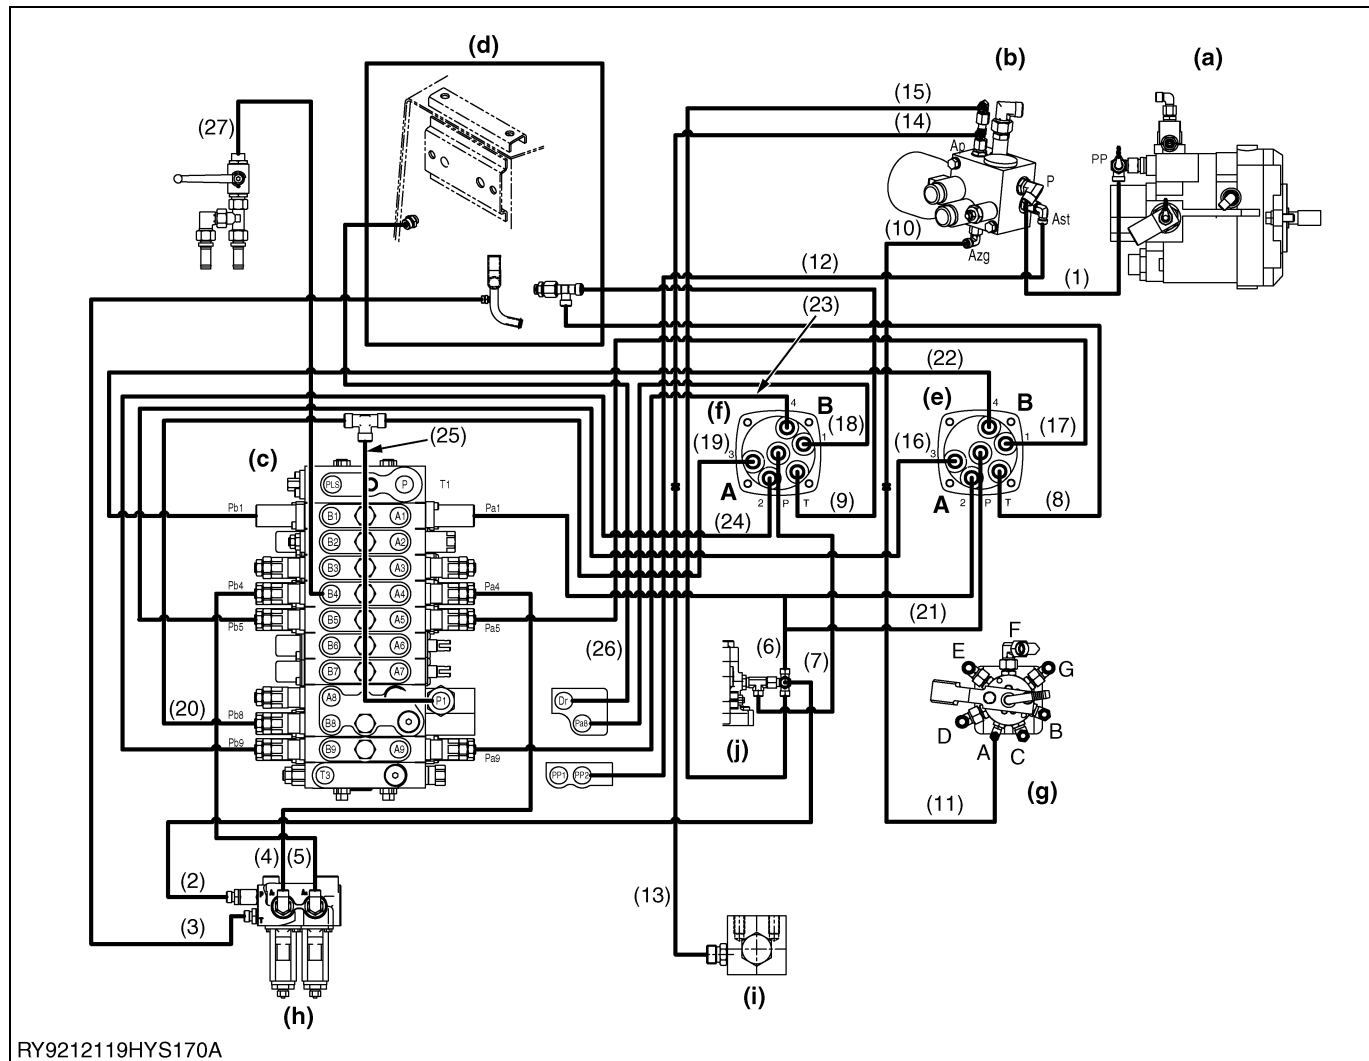 (d)
(b)
(a)
(15)
(27)
(14)
Ap
PP
P
Ast
(10)
Azg
(12)
(1)
(23)
(22)
(e)
(f)
4
B
4
B
(18)
1
(17)
1
(25)
(19)
3
(16)
3
(c)
PLS
P
T1
A
2
P
T
(9)
A
2
P
T
(8)
Pb1
B1
A1
Pa1
(24)
B2
A2
B3
A3
Pb4
B4
A4
Pa4
(21)
Pb5
B5
A5
Pa5
B6
A6
(26)
(6)
(7)
F
E
G
B7
A7
A8
P1
Dr
(20)
Pb8
B8
Pa8
D
B
Pb9
B9
A9
Pa9
(j)
A
C
T3
PP1
PP2
(g)
(11)
(4)
(5)
(2)
P
(3)
T
(13)
(h)
(i)
RY9212119HYS170A